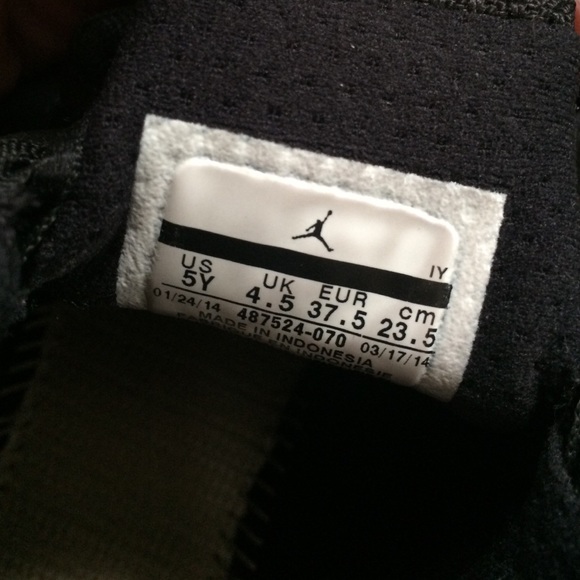 IY
US UK EUR cm
5Y 4.5 37.5 23.5
01/24/14 487524-070 03/17/14
MADE IN INDONESIA